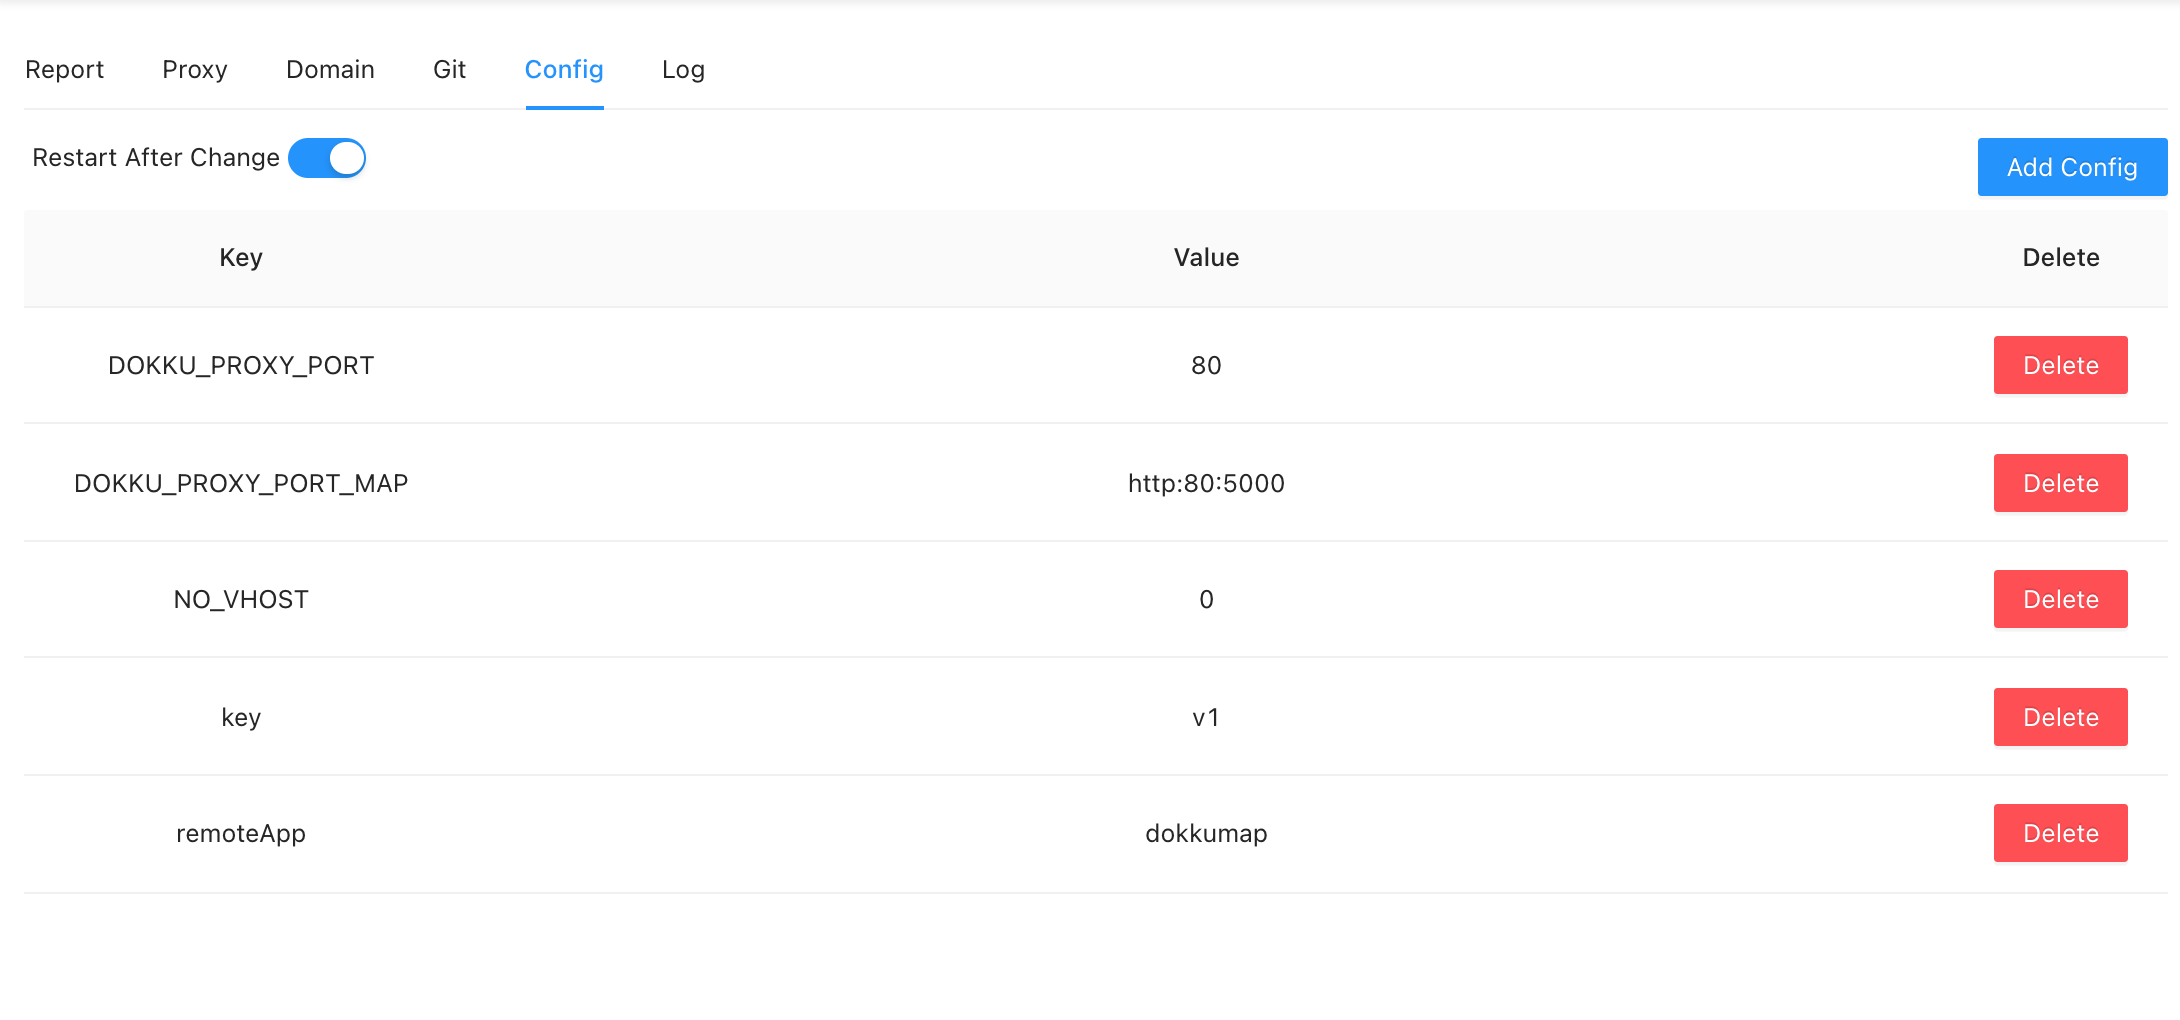 Report Proxy Domain Git Config Log
Restart After Change Add Config
Key Value Delete
DOKKU_PROXY_PORT 80 Delete
DOKKU_PROXY_PORT_MAP http:80:5000 Delete
NO_VHOST 0 Delete
key v1 Delete
remoteApp dokkumap Delete